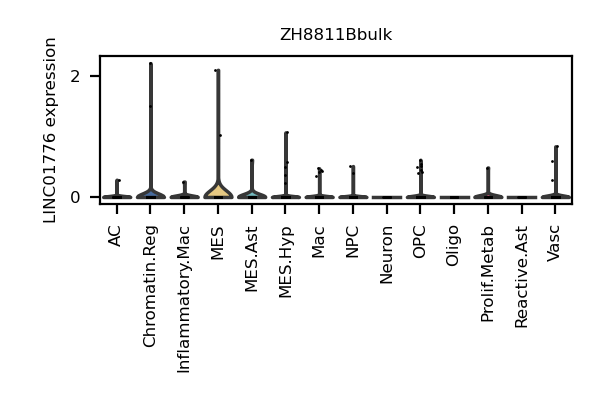 ZH8811Bbulk
LINC01776 expression
2
0
AC
Chromatin.Reg
Inflammatory.Mac
MES
MES.Ast
MES.Hyp
Mac
NPC
Neuron
OPC
Oligo
Prolif.Metab
Reactive.Ast
Vasc